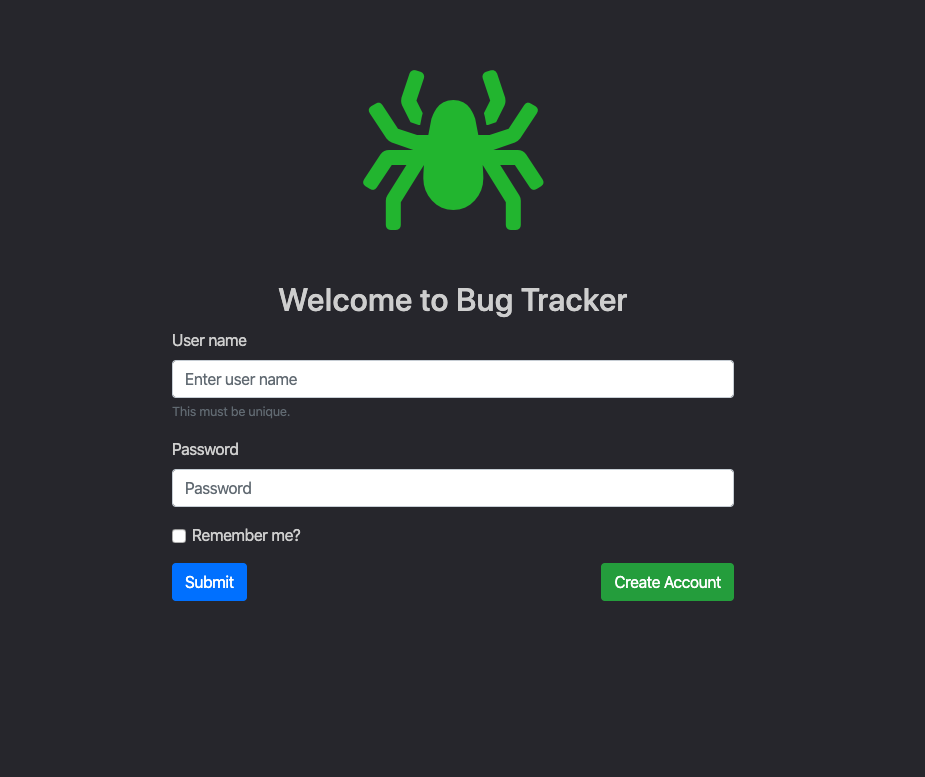 Welcome to Bug Tracker
User name
Enter user name
This must be unique.
Password
Password
Remember me?
Submit
Create Account